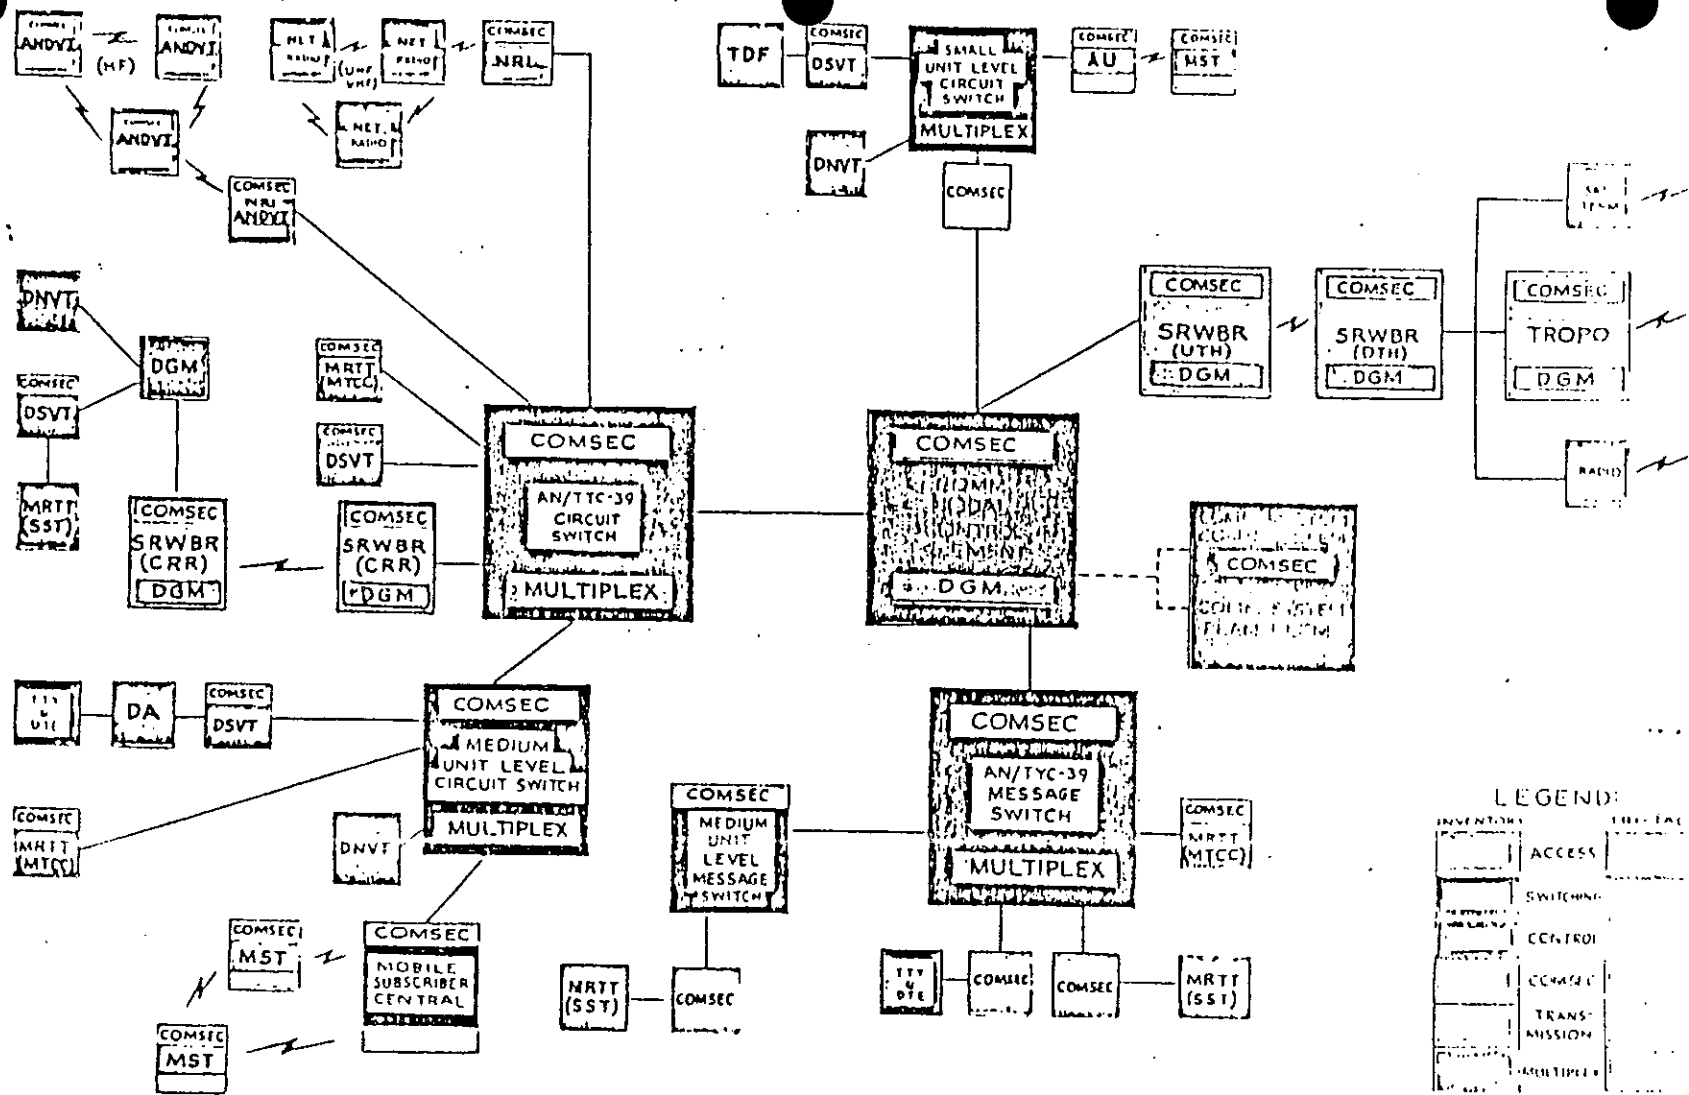 ANDVT
(HF)
ANDVT
ANDVT
NET
RADIO
(UHF
VHF)
NET
RADIO
NET
RADIO
COMSEC
NRI
COMSEC
NRI
ANDVT
TDF
COMSEC
DSVT
SMALL
UNIT LEVEL
CIRCUIT
SWITCH
MULTIPLEX
COMSEC
AU
COMSEC
MST
DNVT
COMSEC
DNVT
DGM
COMSEC
DSVT
MRTT
(SST)
COMSEC
MRTT
(MTCC)
COMSEC
DSVT
COMSEC
SRWBR
(CRR)
DGM
COMSEC
SRWBR
(CRR)
DGM
COMSEC
AN/TTC-39
CIRCUIT
SWITCH
MULTIPLEX
COMSEC
DGM
COMSEC
SRWBR
(UTH)
DGM
COMSEC
SRWBR
(DTH)
DGM
COMSEC
TROPO
DGM
RADIO
COMSEC
DA
COMSEC
DSVT
COMSEC
MRTT
(MTCC)
COMSEC
MEDIUM
UNIT LEVEL
CIRCUIT SWITCH
MULTIPLEX
DNVT
COMSEC
MST
COMSEC
MST
COMSEC
MOBILE
SUBSCRIBER
CENTRAL
COMSEC
MEDIUM
UNIT
LEVEL
MESSAGE
SWITCH
NRTT
(SST)
COMSEC
COMSEC
AN/TYC-39
MESSAGE
SWITCH
MULTIPLEX
COMSEC
MRTT
(MTCC)
TTY
DTE
COMSEC
COMSEC
MRTT
(SST)
LEGEND:
INVENTORY
ACCESS
SWITCHING
CONTROL
COMSEC
TRANS-
MISSION
MULTIPLEX